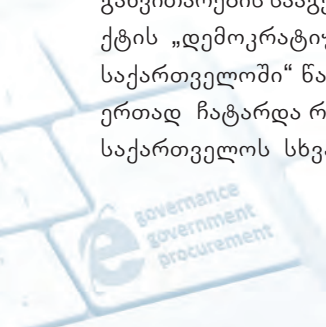 ქტის „დემოკრატიუ
საქართველოში“ წა
ერთად ჩატარდა რ
საქართველოს სხვა
e governance
government
procurement